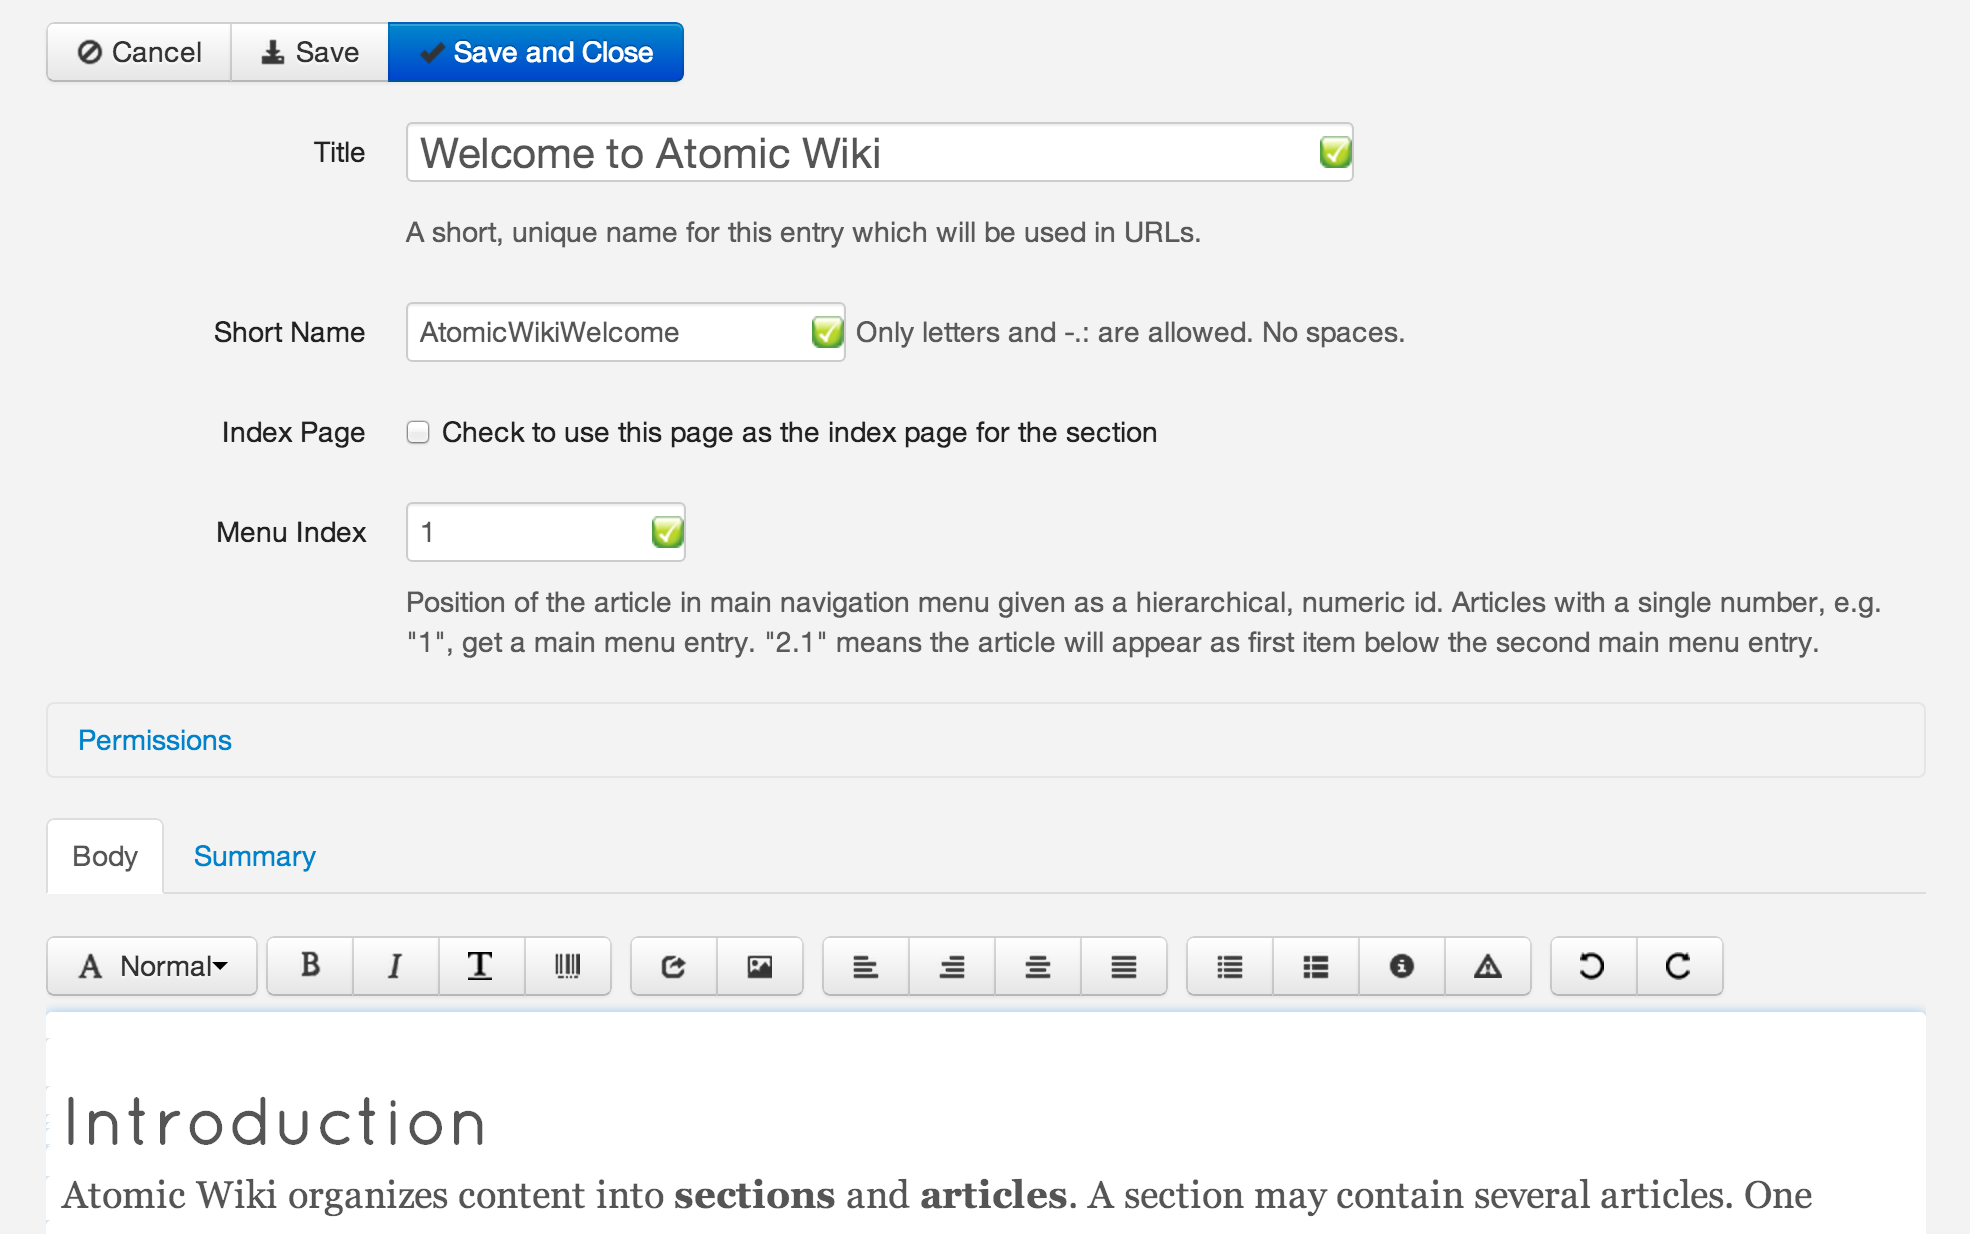 Cancel Save Save and Close
Title Welcome to Atomic Wiki
A short, unique name for this entry which will be used in URLs.
Short Name AtomicWikiWelcome Only letters and -.: are allowed. No spaces.
Index Page Check to use this page as the index page for the section
Menu Index 1
Position of the article in main navigation menu given as a hierarchical, numeric id. Articles with a single number, e.g.
"1", get a main menu entry. "2.1" means the article will appear as first item below the second main menu entry.
Permissions
Body Summary
A Normal B I T
Introduction
Atomic Wiki organizes content into sections and articles. A section may contain several articles. One